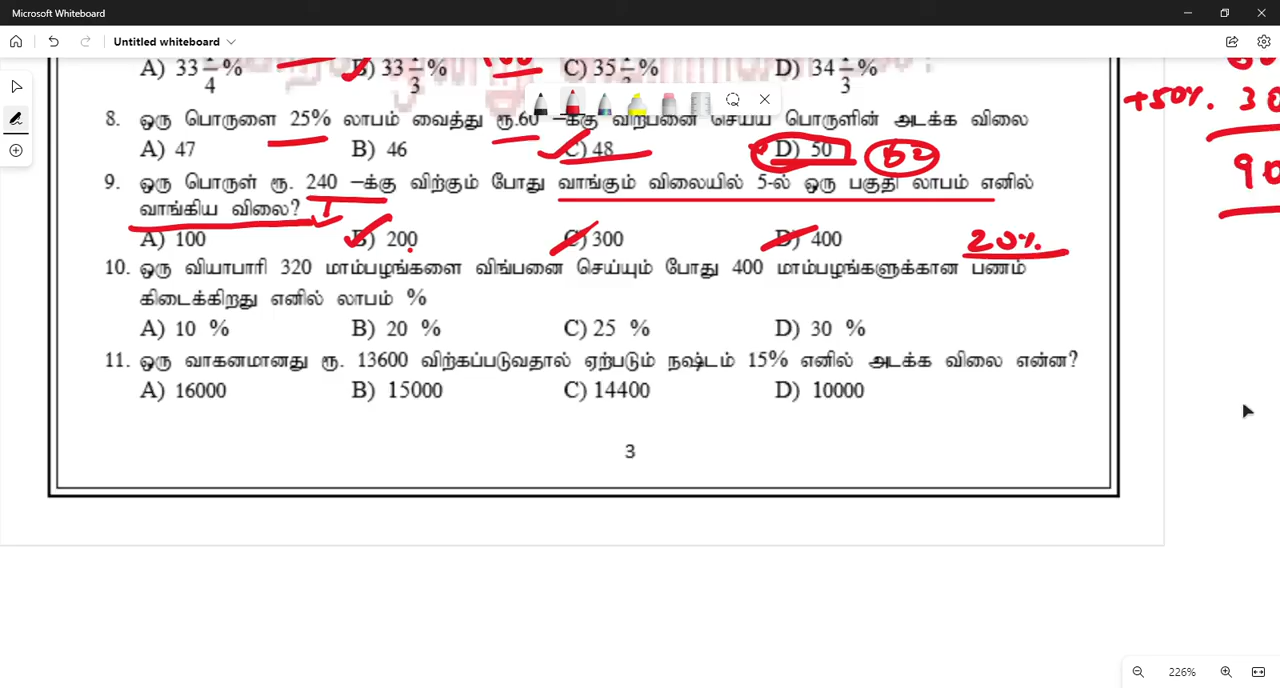 Microsoft Whiteboard
Untitled whiteboard
A) 33 % B) 33 1/3 % C) 35 % D) 34 1/3 %
+50%. 30
8. ஒரு பொருளை 25% லாபம் வைத்து ரூ.60 –க்கு விற்பனை செய்ய பொருளின் அடக்க விலை
A) 47 B) 46 C) 48 D) 50
90
9. ஒரு பொருள் ரூ. 240 –க்கு விற்கும் போது வாங்கும் விலையில் 5-ல் ஒரு பகுதி லாபம் எனில்
வாங்கிய விலை?
A) 100 B) 200 C) 300 D) 400 20%
10. ஒரு வியாபாரி 320 மாம்பழங்களை விங்பனை செய்யும் போது 400 மாம்பழங்களுக்கான பணம்
கிடைக்கிறது எனில் லாபம் %
A) 10 % B) 20 % C) 25 % D) 30 %
11. ஒரு வாகனமானது ரூ. 13600 விற்கப்படுவதால் ஏற்படும் நஷ்டம் 15% எனில் அடக்க விலை என்ன?
A) 16000 B) 15000 C) 14400 D) 10000
3
226%